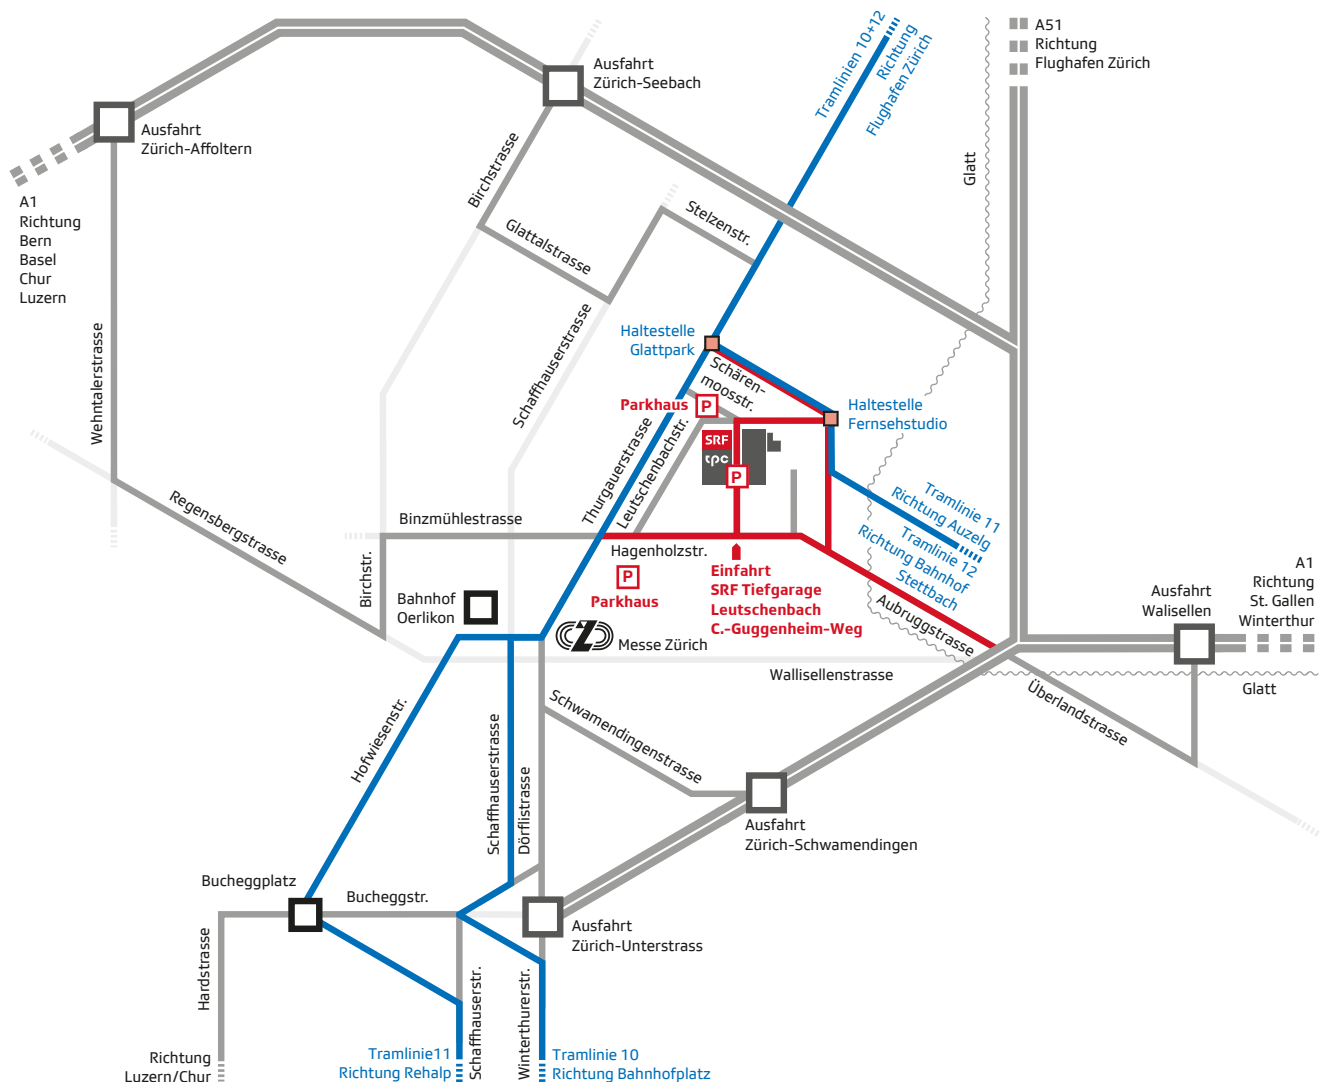 Ausfahrt
Zürich-Seebach
Tramlinien 10+12
Richtung
Flughafen Zürich
A51
Richtung
Flughafen Zürich
Ausfahrt
Zürich-Affoltern
A1
Richtung
Bern
Basel
Chur
Luzern
Birchstrasse
Glattalstrasse
Stelzenstr.
Glatt
Wehntalerstrasse
Schaffhauserstrasse
Haltestelle
Glattpark
Schären-
moosstr.
Parkhaus P
Haltestelle
Fernsehstudio
SRF
tpc
P
Thurgauerstrasse
Leutschenbachstr.
Regensbergstrasse
Binzmühlestrasse
Birchstr.
Hagenholzstr.
P
Parkhaus
Einfahrt
SRF Tiefgarage
Leutschenbach
C.-Guggenheim-Weg
Tramlinie 11
Richtung Auzelg
Tramlinie 12
Richtung Bahnhof
Stettbach
Aubruggstrasse
Bahnhof
Oerlikon
Z
Messe Zürich
Wallisellenstrasse
Ausfahrt
Walisellen
A1
Richtung
St. Gallen
Winterthur
Glatt
Überlandstrasse
Hofwiesenstr.
Schaffhauserstrasse
Dörflistrasse
Schwamendingenstrasse
Ausfahrt
Zürich-Schwamendingen
Bucheggplatz
Bucheggstr.
Ausfahrt
Zürich-Unterstrass
Hardstrasse
Schaffhauserstr.
Winterthurerstr.
Richtung
Luzern/Chur
Tramlinie11
Richtung Rehalp
Tramlinie 10
Richtung Bahnhofplatz